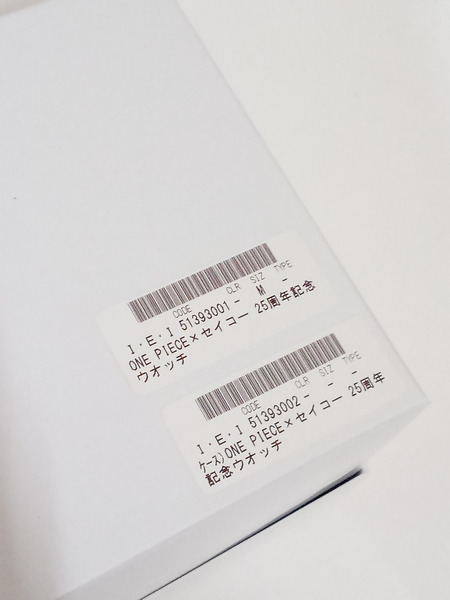 CODE CLR SIZ TYPE
I・E・I 51393001 - M -
ONE PIECE×セイコー 25周年記念
ウオッチ
CODE CLR SIZ TYPE
I・E・I 51393002 - - -
ケース)ONE PIECE×セイコー 25周年
記念ウオッチ